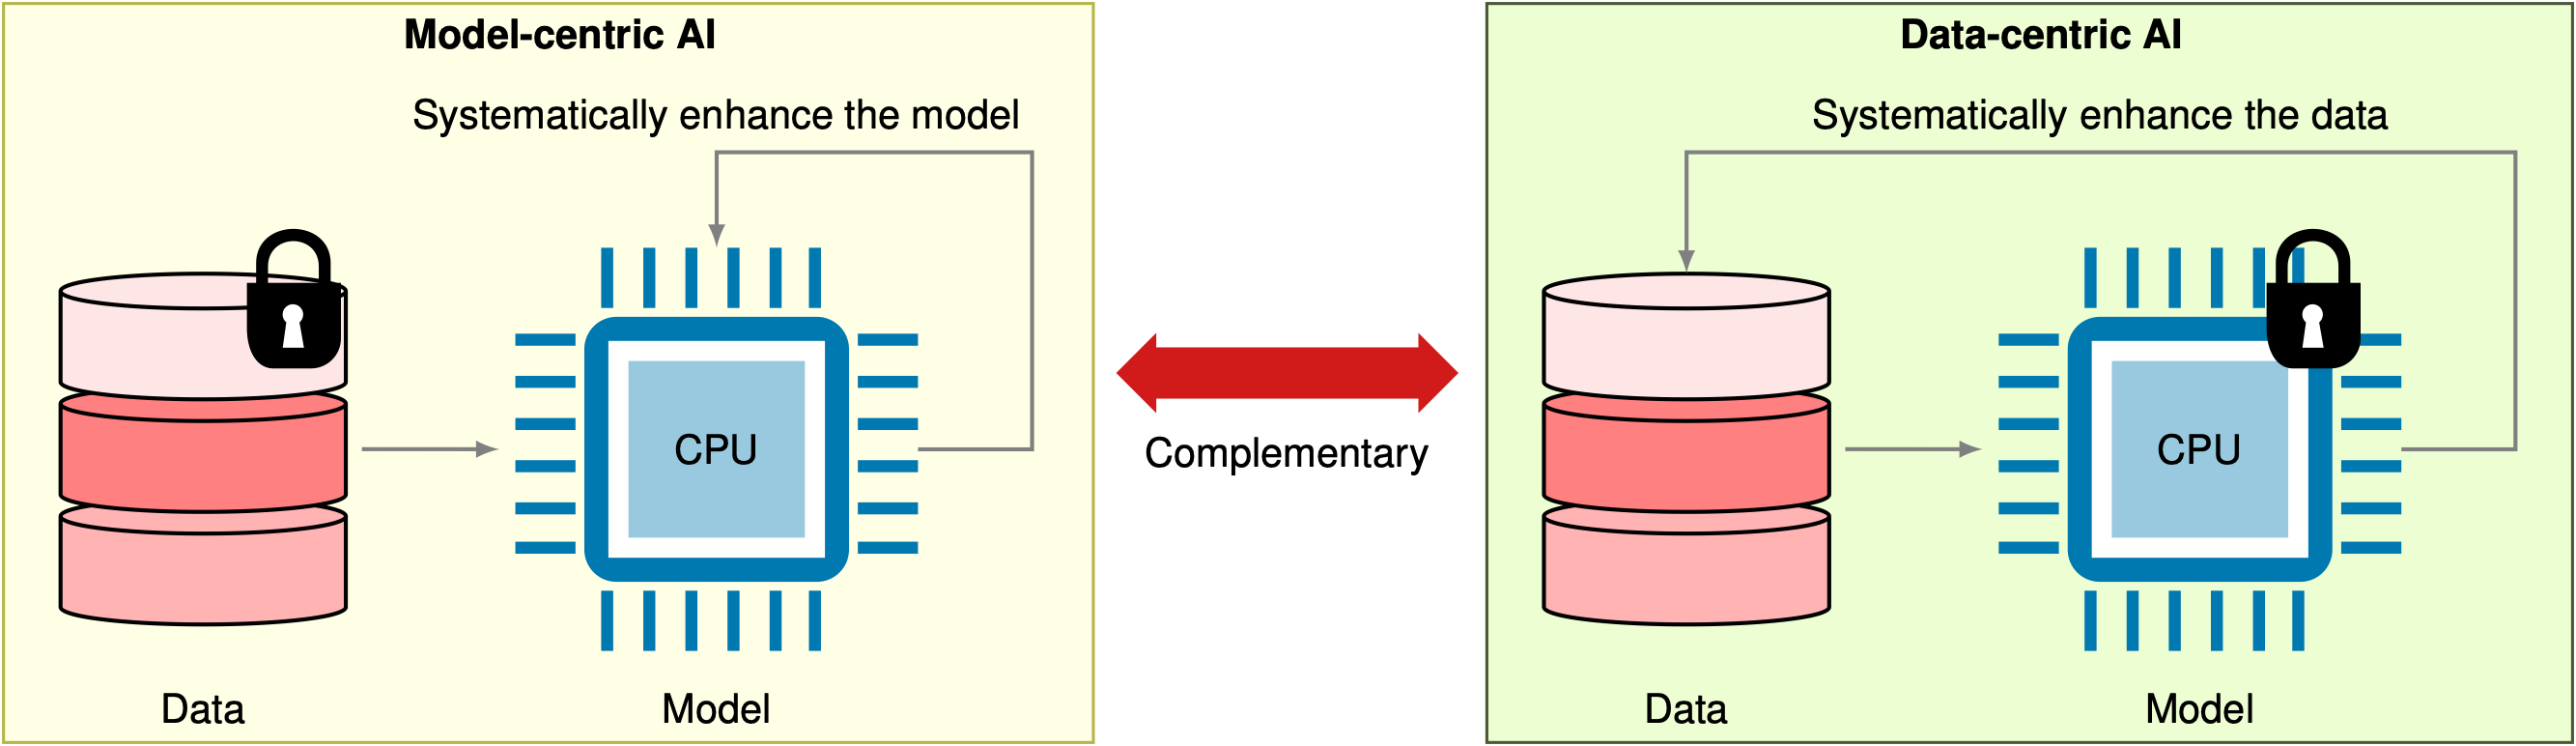 Model-centric AI
Systematically enhance the model
CPU
Data
Model
Complementary
Data-centric AI
Systematically enhance the data
CPU
Data
Model